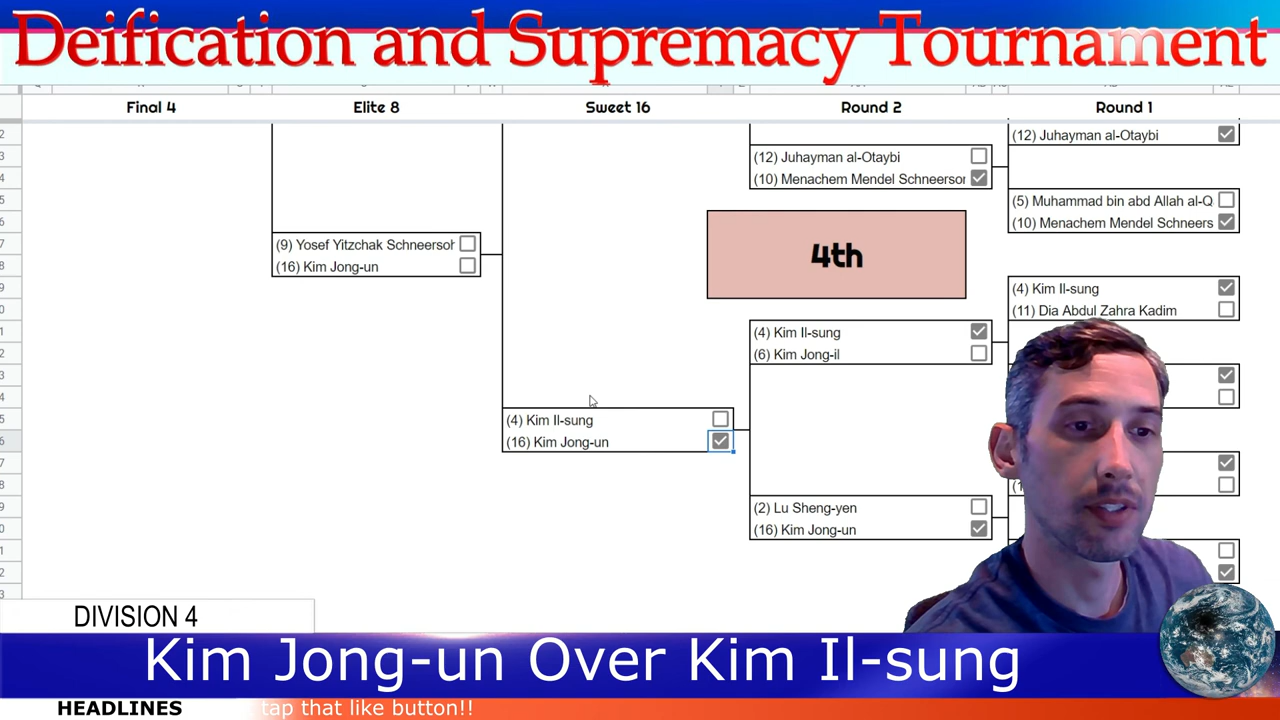 Deification and Supremacy Tournament
Final 4
Elite 8
Sweet 16
Round 2
Round 1
(12) Juhayman al-Otaybi
(12) Juhayman al-Otaybi
(10) Menachem Mendel Schneerson
(5) Muhammad bin abd Allah al-Q
(10) Menachem Mendel Schneers
(9) Yosef Yitzchak Schneersoh
(16) Kim Jong-un
4th
(4) Kim Il-sung
(11) Dia Abdul Zahra Kadim
(4) Kim Il-sung
(6) Kim Jong-il
(4) Kim Il-sung
(16) Kim Jong-un
(2) Lu Sheng-yen
(16) Kim Jong-un
DIVISION 4
Kim Jong-un Over Kim Il-sung
HEADLINES
tap that like button!!